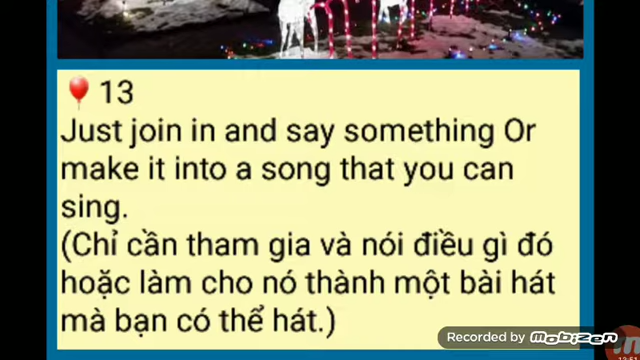 13
Just join in and say something Or
make it into a song that you can
sing.
(Chỉ cần tham gia và nói điều gì đó
hoặc làm cho nó thành một bài hát
mà bạn có thể hát.)
Recorded by Mobizen